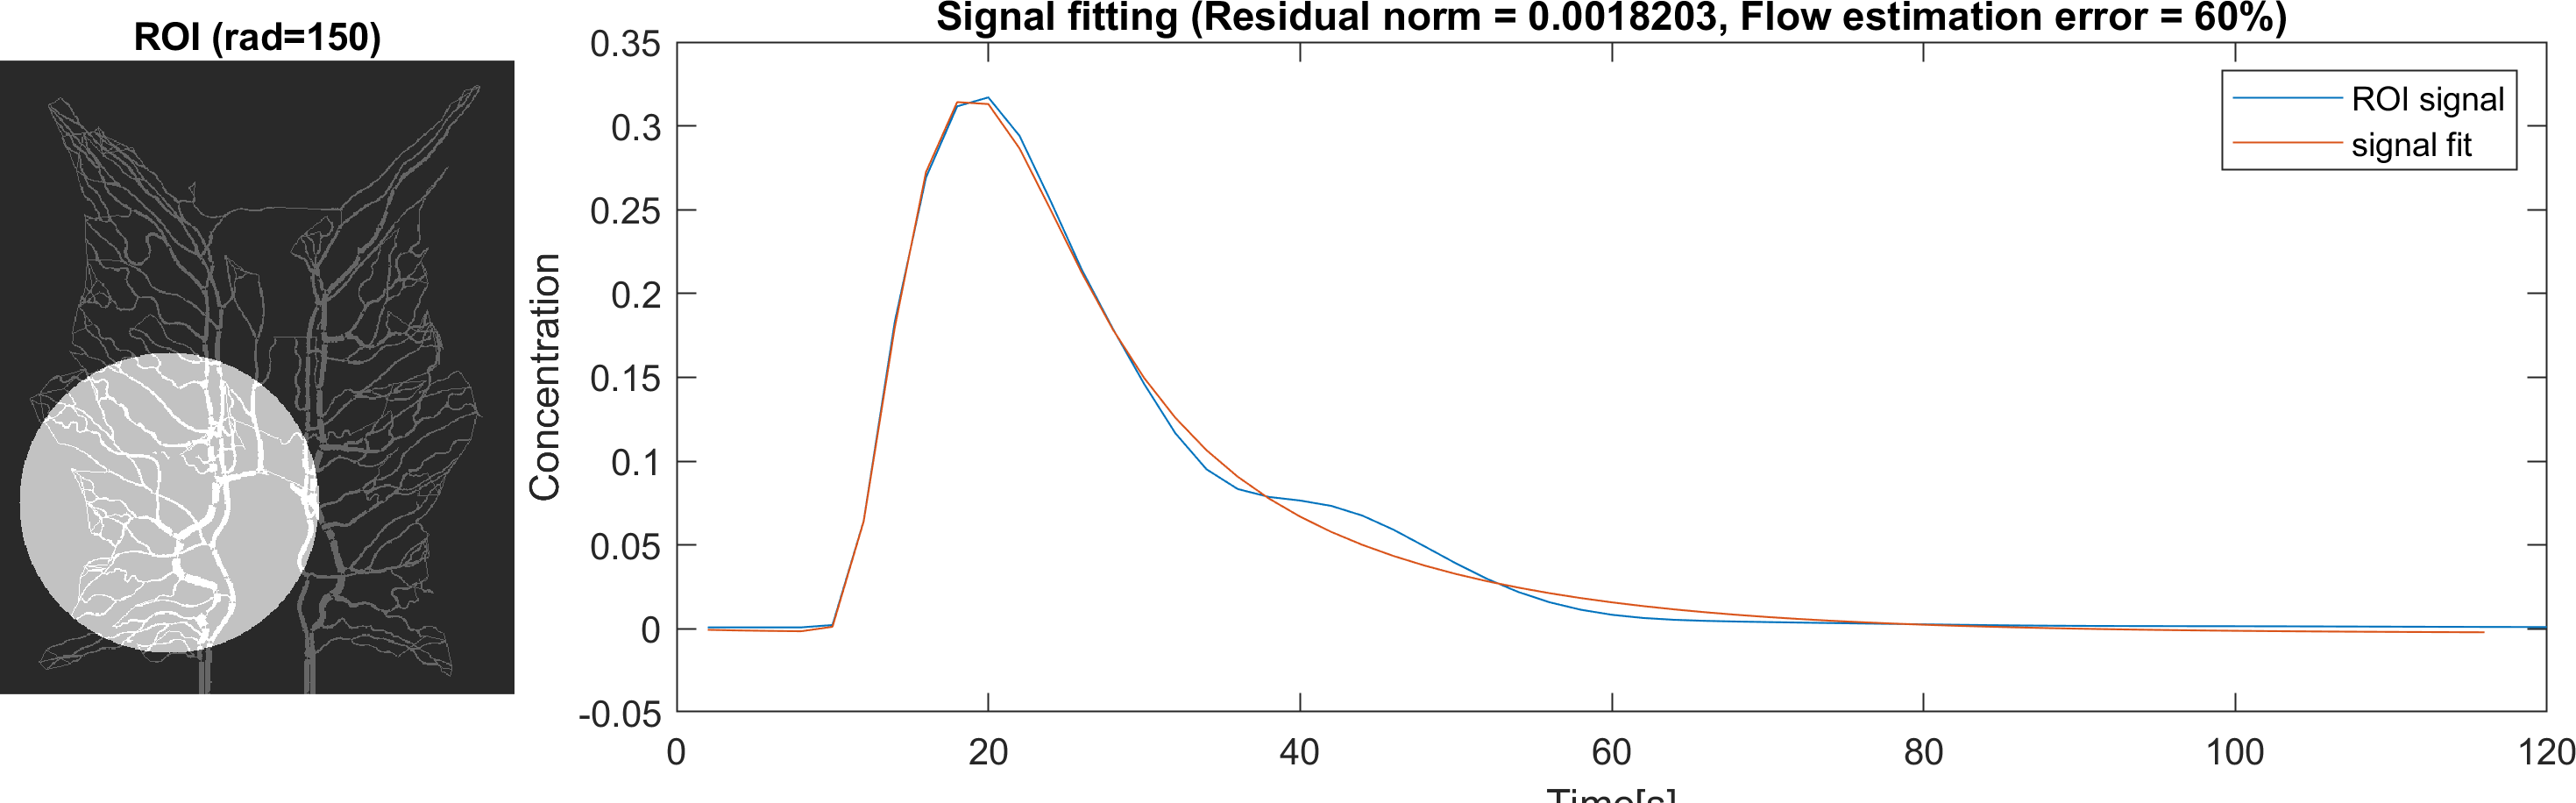 ROI (rad=150)
Signal fitting (Residual norm = 0.0018203, Flow estimation error = 60%)
0.35
0.3
0.25
0.2
0.15
0.1
0.05
0
-0.05
Concentration
ROI signal
signal fit
0 20 40 60 80 100 120
Time[s]